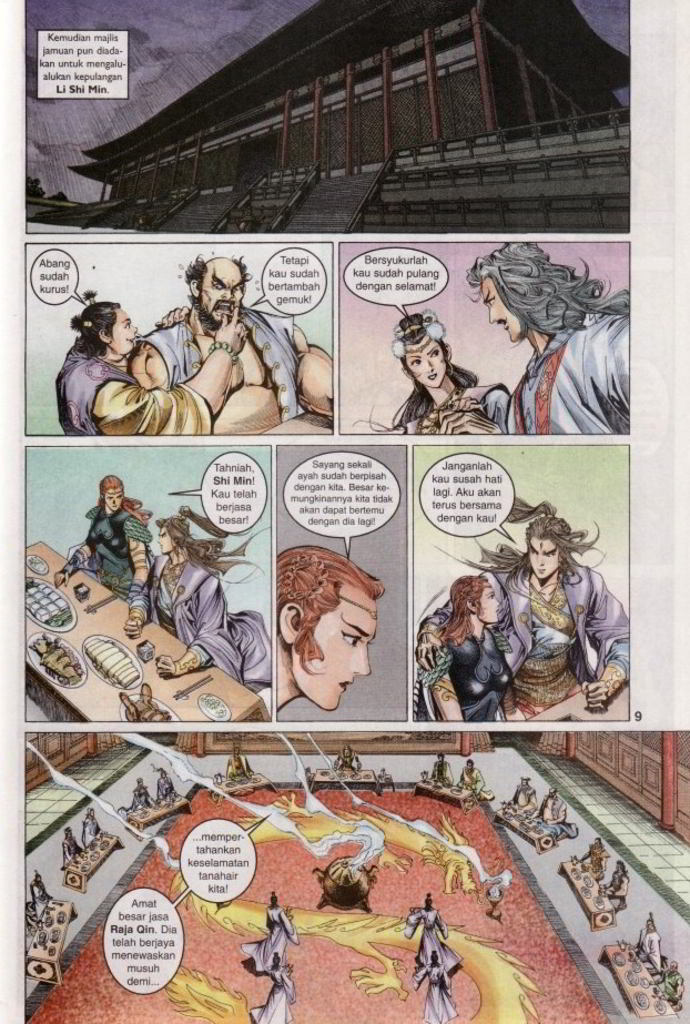 Kemudian majlis
jamuan pun diada-
kan untuk mengalu-
alukan kepulangan
Li Shi Min.
Abang
sudah
kurus!
Tetapi
kau sudah
bertambah
gemuk!
Bersyukurlah
kau sudah pulang
dengan selamat!
Tahniah,
Shi Min!
Kau telah
berjasa
besar!
Sayang sekali
ayah sudah berpisah
dengan kita. Besar ke-
mungkinannya kita tidak
akan dapat bertemu
dengan dia lagi!
Janganlah
kau susah hati
lagi. Aku akan
terus bersama
dengan kau!
9
Amat
besar jasa
Raja Qin. Dia
telah berjaya
menewaskan
musuh
demi...
...memper-
tahankan
keselamatan
tanahair
kita!